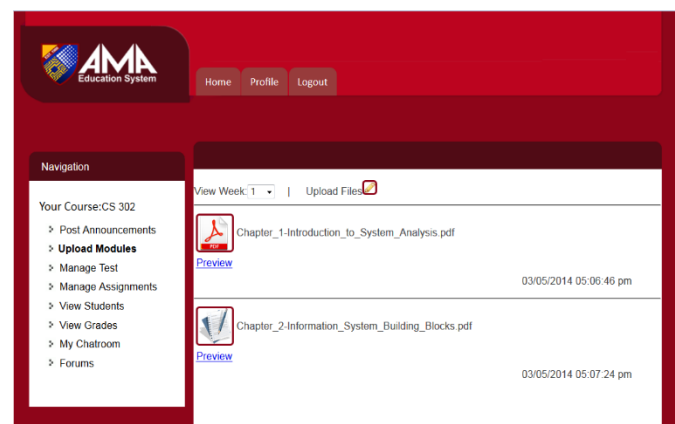 AMA
Education System
Home Profile Logout
Navigation
Your Course:CS 302
Post Announcements
Upload Modules
Manage Test
Manage Assignments
View Students
View Grades
My Chatroom
Forums
View Week: 1 | Upload Files
PDF
Chapter_1-Introduction_to_System_Analysis.pdf
Preview
03/05/2014 05:06:46 pm
Chapter_2-Information_System_Building_Blocks.pdf
Preview
03/05/2014 05:07:24 pm